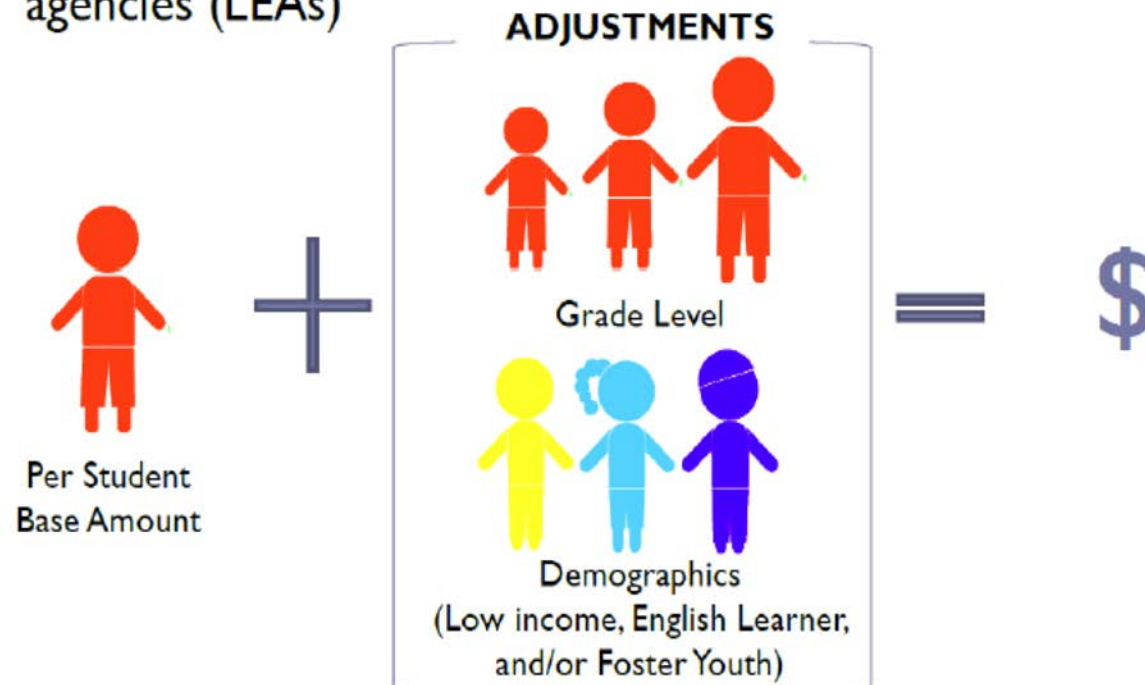 agencies (LEAs)
ADJUSTMENTS
Grade Level
Per Student
Base Amount
Demographics
(Low income, English Learner,
and/or Foster Youth)
+
=
$